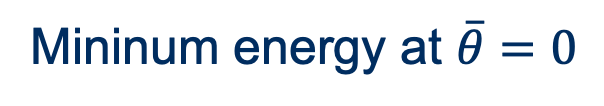 Mininum energy at θ̄ = 0